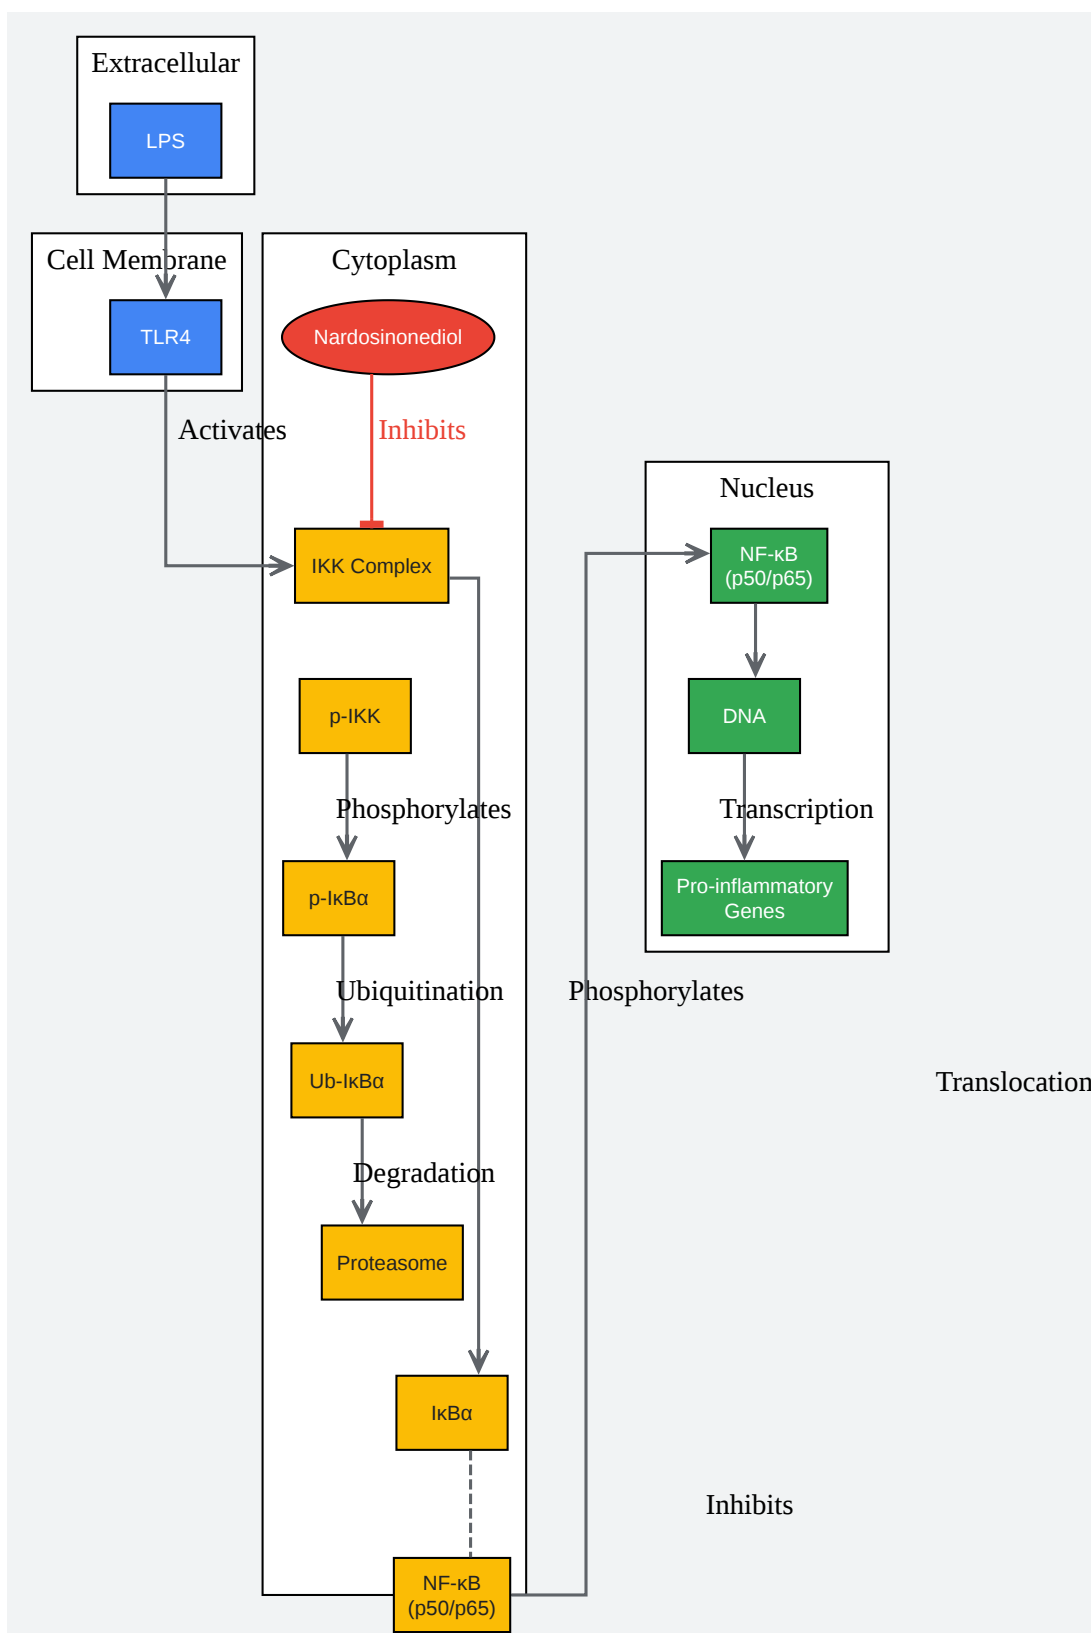 Extracellular
LPS
Cell Membrane
TLR4
Activates
Cytoplasm
Nardosinonediol
Inhibits
IKK Complex
p-IKK
Phosphorylates
p-IκBα
Ubiquitination
Ub-IκBα
Degradation
Proteasome
IκBα
NF-κB
(p50/p65)
Nucleus
NF-κB
(p50/p65)
DNA
Transcription
Pro-inflammatory
Genes
Phosphorylates
Translocation
Inhibits